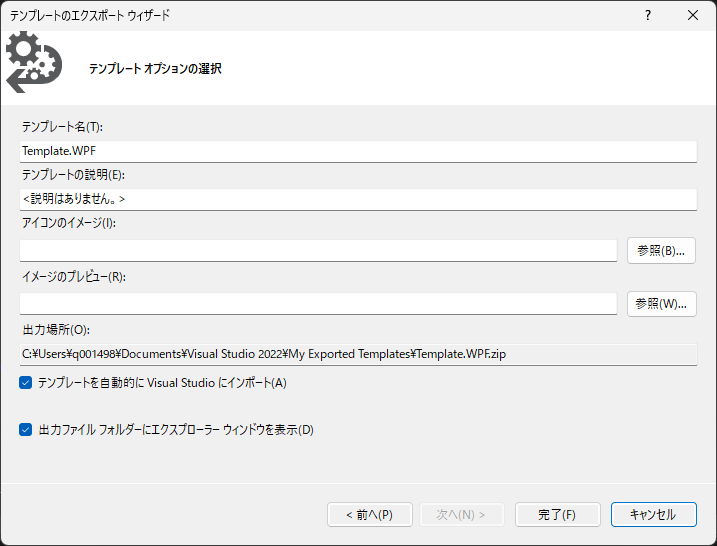 テンプレートのエクスポート ウィザード
?
テンプレート オプションの選択
テンプレート名(T):
Template.WPF
テンプレートの説明(E):
<説明はありません。>
アイコンのイメージ(I):
参照(B)...
イメージのプレビュー(R):
参照(W)...
出力場所(O):
C:¥Users¥q001498¥Documents¥Visual Studio 2022¥My Exported Templates¥Template.WPF.zip
テンプレートを自動的に Visual Studio にインポート(A)
出力ファイル フォルダーにエクスプローラー ウィンドウを表示(D)
< 前へ(P) 次へ(N) > 完了(F) キャンセル